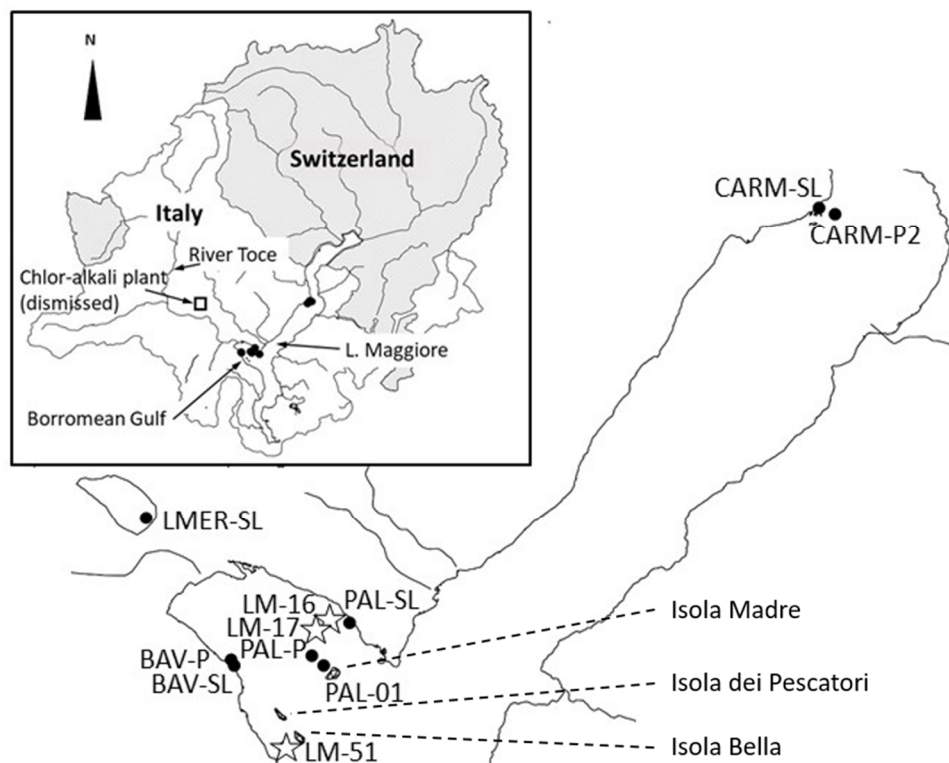 N
Switzerland
Italy
River Toce
Chlor-alkali plant
(dismissed)
L. Maggiore
Borromean Gulf
CARM-SL
CARM-P2
LMER-SL
LM-16
PAL-SL
LM-17
PAL-P
BAV-P
BAV-SL
PAL-01
LM-51
Isola Madre
Isola dei Pescatori
Isola Bella